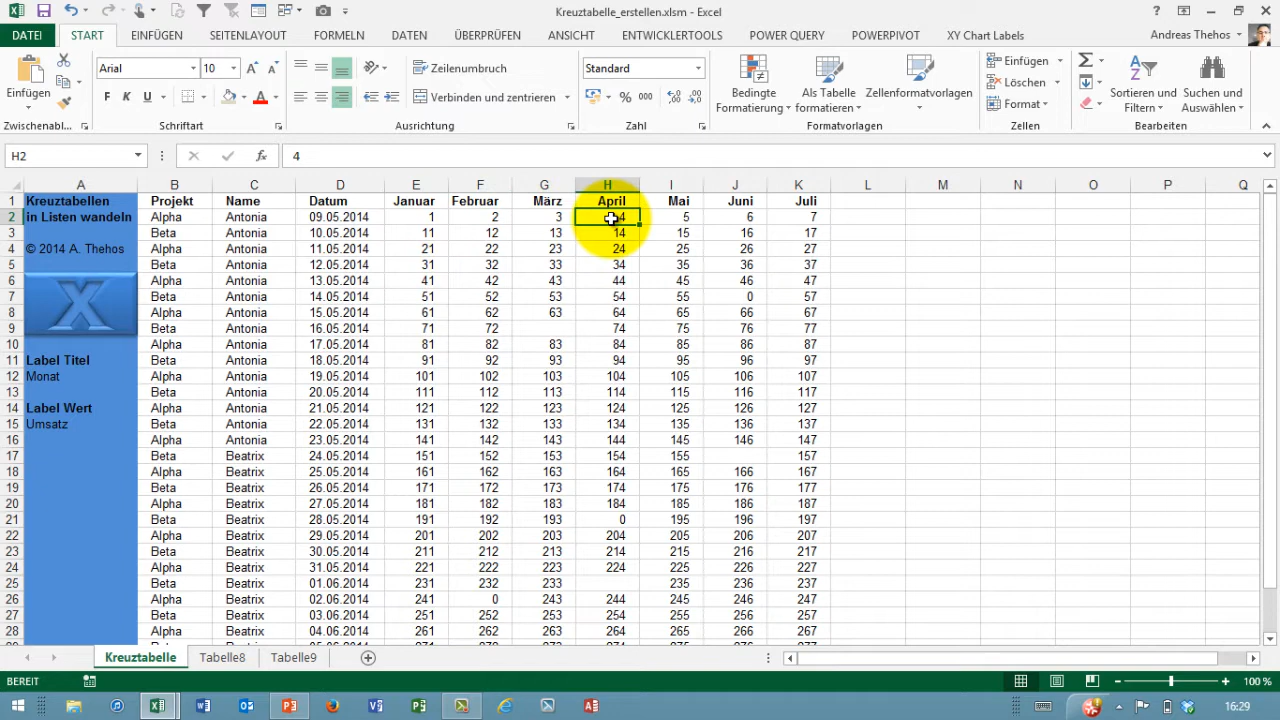 Kreuztabelle_erstellen.xlsm - Excel
DATEI START EINFÜGEN SEITENLAYOUT FORMELN DATEN ÜBERPRÜFEN ANSICHT ENTWICKLERTOOLS POWER QUERY POWERPIVOT XY Chart Labels Andreas Thehos
Einfügen
Arial 10
F K U
Zeilenumbruch
Verbinden und zentrieren
Standard
% 000
Bedingte Formatierung
Als Tabelle formatieren
Zellenformatvorlagen
Einfügen
Löschen
Format
Sortieren und Filtern
Suchen und Auswählen
Zwischenabl... Schriftart Ausrichtung Zahl Formatvorlagen Zellen Bearbeiten
H2 fx 4
A B C D E F G H I J K L M N O P Q
1 Kreuztabellen Projekt Name Datum Januar Februar März April Mai Juni Juli
2 in Listen wandeln Alpha Antonia 09.05.2014 1 2 3 4 5 6 7
3 Beta Antonia 10.05.2014 11 12 13 14 15 16 17
4 © 2014 A. Thehos Alpha Antonia 11.05.2014 21 22 23 24 25 26 27
5 Beta Antonia 12.05.2014 31 32 33 34 35 36 37
6 Alpha Antonia 13.05.2014 41 42 43 44 45 46 47
7 Beta Antonia 14.05.2014 51 52 53 54 55 0 57
8 Alpha Antonia 15.05.2014 61 62 63 64 65 66 67
9 Beta Antonia 16.05.2014 71 72 74 75 76 77
10 Alpha Antonia 17.05.2014 81 82 83 84 85 86 87
11 Label Titel Beta Antonia 18.05.2014 91 92 93 94 95 96 97
12 Monat Alpha Antonia 19.05.2014 101 102 103 104 105 106 107
13 Beta Antonia 20.05.2014 111 112 113 114 115 116 117
14 Label Wert Alpha Antonia 21.05.2014 121 122 123 124 125 126 127
15 Umsatz Beta Antonia 22.05.2014 131 132 133 134 135 136 137
16 Alpha Antonia 23.05.2014 141 142 143 144 145 146 147
17 Beta Beatrix 24.05.2014 151 152 153 154 155 157
18 Alpha Beatrix 25.05.2014 161 162 163 164 165 166 167
19 Beta Beatrix 26.05.2014 171 172 173 174 175 176 177
20 Alpha Beatrix 27.05.2014 181 182 183 184 185 186 187
21 Beta Beatrix 28.05.2014 191 192 193 0 195 196 197
22 Alpha Beatrix 29.05.2014 201 202 203 204 205 206 207
23 Beta Beatrix 30.05.2014 211 212 213 214 215 216 217
24 Alpha Beatrix 31.05.2014 221 222 223 224 225 226 227
25 Beta Beatrix 01.06.2014 231 232 233 235 236 237
26 Alpha Beatrix 02.06.2014 241 0 243 244 245 246 247
27 Beta Beatrix 03.06.2014 251 252 253 254 255 256 257
28 Alpha Beatrix 04.06.2014 261 262 263 264 265 266 267
Kreuztabelle Tabelle8 Tabelle9
BEREIT 100 %
16:29